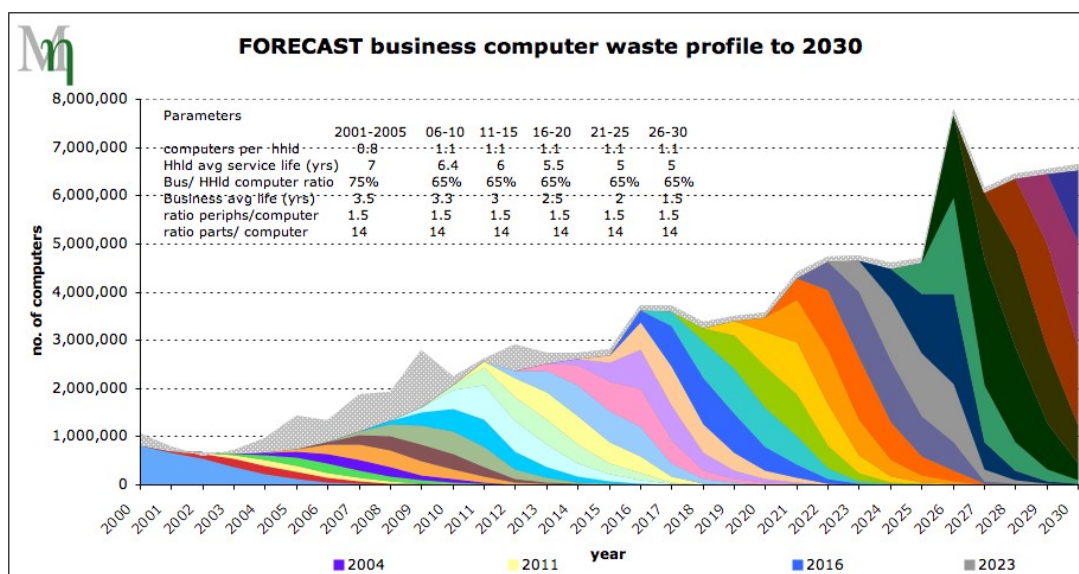 Mη
FORECAST business computer waste profile to 2030
8,000,000
7,000,000
6,000,000
5,000,000
4,000,000
3,000,000
2,000,000
1,000,000
0
no. of computers
Parameters
2001-2005 06-10 11-15 16-20 21-25 26-30
computers per hhld 0.8 1.1 1.1 1.1 1.1 1.1
Hhld avg service life (yrs) 7 6.4 6 5.5 5 5
Bus/ HHld computer ratio 75% 65% 65% 65% 65% 65%
Business avg life (yrs) 3.5 3.3 3 2.5 2 1.5
ratio periphs/computer 1.5 1.5 1.5 1.5 1.5 1.5
ratio parts/ computer 14 14 14 14 14 14
2000 2001 2002 2003 2004 2005 2006 2007 2008 2009 2010 2011 2012 2013 2014 2015 2016 2017 2018 2019 2020 2021 2022 2023 2024 2025 2026 2027 2028 2029 2030
year
2004 2011 2016 2023